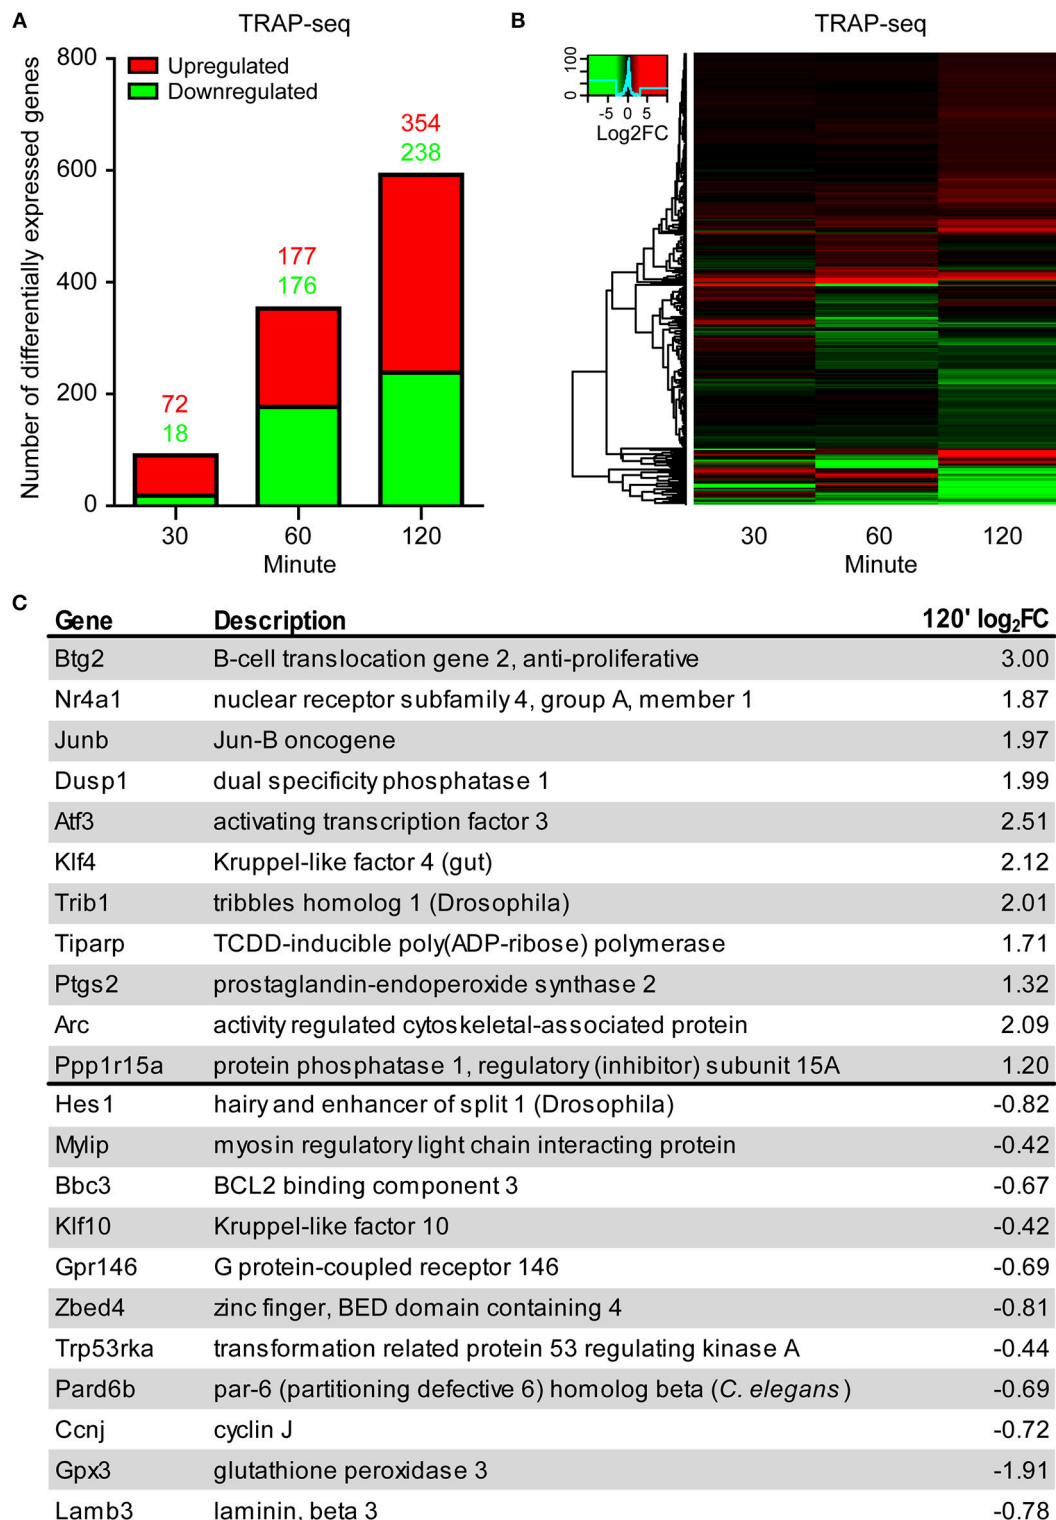 A
TRAP-seq
Number of differentially expressed genes
800
600
400
200
0
Upregulated
Downregulated
72
18
177
176
354
238
30 60 120
Minute
B
TRAP-seq
100
50
0
-5 0 5
Log2FC
30 60 120
Minute
C
Gene Description 120' log2FC
Btg2 B-cell translocation gene 2, anti-proliferative 3.00
Nr4a1 nuclear receptor subfamily 4, group A, member 1 1.87
Junb Jun-B oncogene 1.97
Dusp1 dual specificity phosphatase 1 1.99
Atf3 activating transcription factor 3 2.51
Klf4 Kruppel-like factor 4 (gut) 2.12
Trib1 tribbles homolog 1 (Drosophila) 2.01
Tiparp TCDD-inducible poly(ADP-ribose) polymerase 1.71
Ptgs2 prostaglandin-endoperoxide synthase 2 1.32
Arc activity regulated cytoskeletal-associated protein 2.09
Ppp1r15a protein phosphatase 1, regulatory (inhibitor) subunit 15A 1.20
Hes1 hairy and enhancer of split 1 (Drosophila) -0.82
Mylip myosin regulatory light chain interacting protein -0.42
Bbc3 BCL2 binding component 3 -0.67
Klf10 Kruppel-like factor 10 -0.42
Gpr146 G protein-coupled receptor 146 -0.69
Zbed4 zinc finger, BED domain containing 4 -0.81
Trp53rka transformation related protein 53 regulating kinase A -0.44
Pard6b par-6 (partitioning defective 6) homolog beta (C. elegans) -0.69
Ccnj cyclin J -0.72
Gpx3 glutathione peroxidase 3 -1.91
Lamb3 laminin, beta 3 -0.78